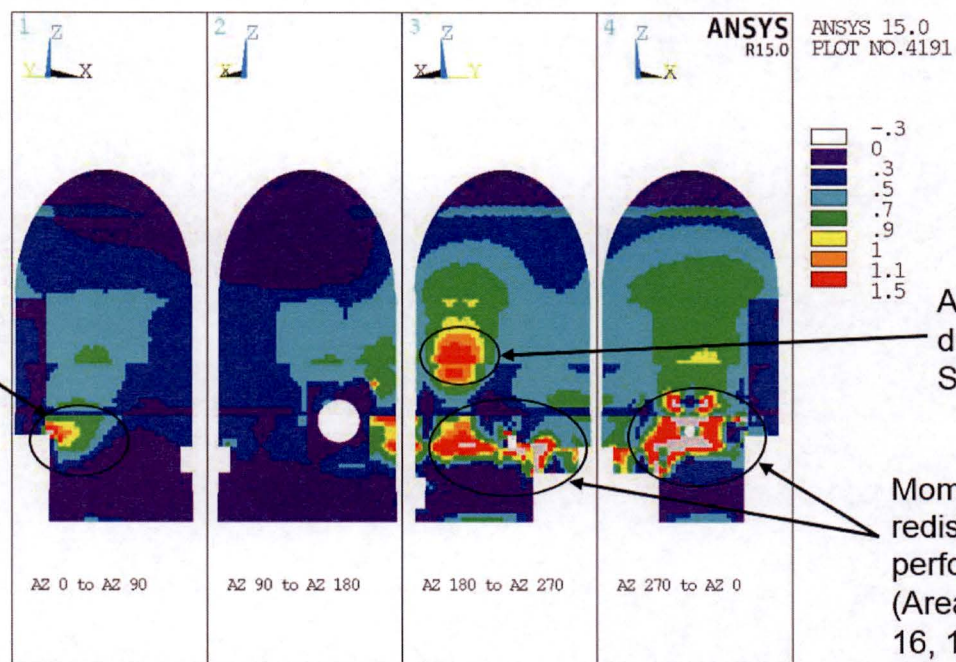 1
Z
Y
X
2
Z
X
3
Z
X
Y
4
Z
X
ANSYS
R15.0
ANSYS 15.0
PLOT NO.4191
-.3
0
.3
.5
.7
.9
1
1.1
1.5
A
d
S
Mom
redis
perfo
(Area
16, 1
AZ 0 to AZ 90
AZ 90 to AZ 180
AZ 180 to AZ 270
AZ 270 to AZ 0